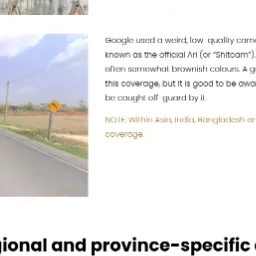 Google used a weird, low-quality cam
known as the official Ari (or "Shitcam").
often somewhat brownish colours. A g
this coverage, but it is good to be awa
be caught off-guard by it.
NOTE: Within Asia, India, Bangladesh an
coverage.
gional and province-specific